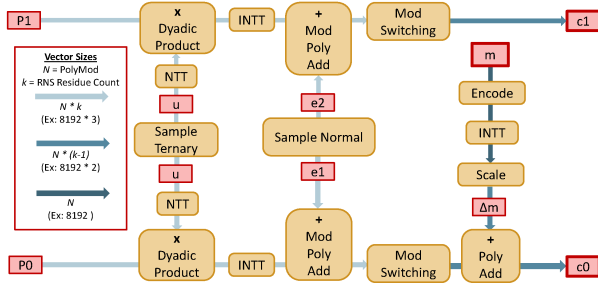 P1
x
Dyadic
Product
INTT
+
Mod
Poly
Add
Mod
Switching
c1
Vector Sizes
N = PolyMod
k = RNS Residue Count
N * k
(Ex: 8192 * 3)
N * (k-1)
(Ex: 8192 * 2)
N
(Ex: 8192 )
NTT
u
Sample
Ternary
u
NTT
e2
Sample Normal
e1
m
Encode
INTT
Scale
Δm
P0
x
Dyadic
Product
INTT
+
Mod
Poly
Add
Mod
Switching
+
Poly
Add
c0